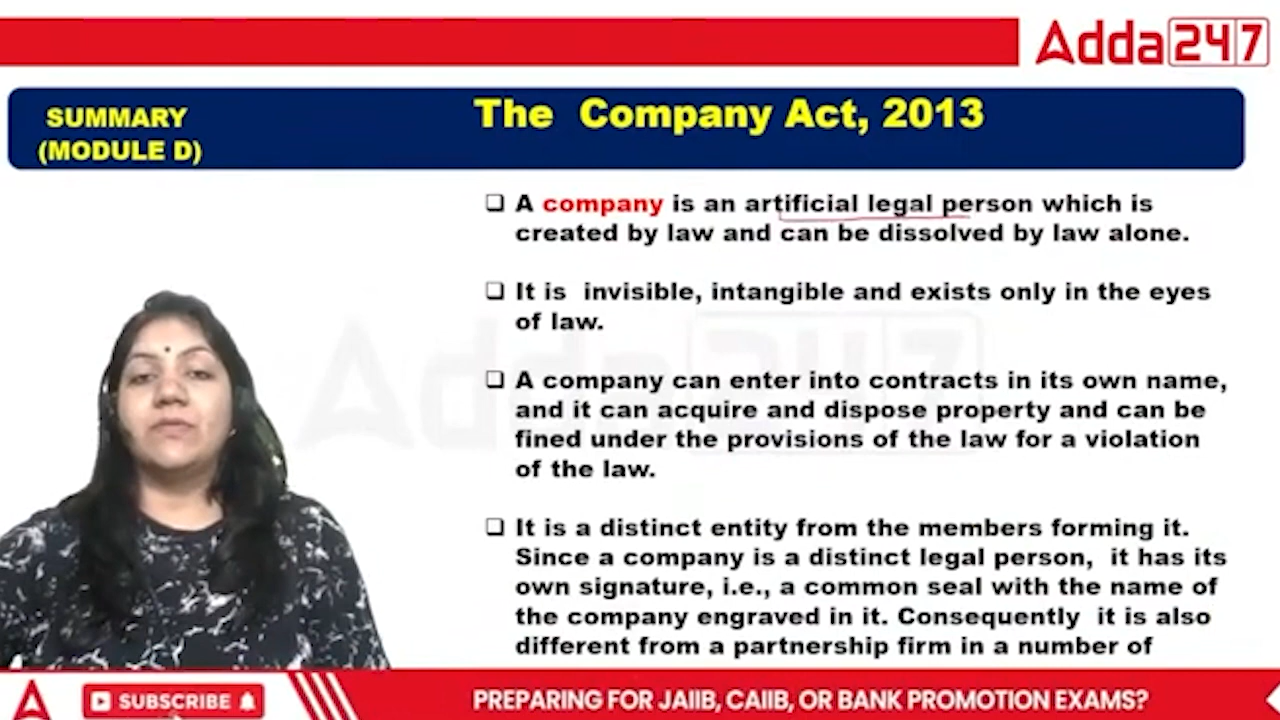 Adda247
SUMMARY
(MODULE D)
The Company Act, 2013
❑ A company is an artificial legal person which is
created by law and can be dissolved by law alone.
❑ It is invisible, intangible and exists only in the eyes
of law.
❑ A company can enter into contracts in its own name,
and it can acquire and dispose property and can be
fined under the provisions of the law for a violation
of the law.
❑ It is a distinct entity from the members forming it.
Since a company is a distinct legal person, it has its
own signature, i.e., a common seal with the name of
the company engraved in it. Consequently it is also
different from a partnership firm in a number of
Adda247
SUBSCRIBE
PREPARING FOR JAIIB, CAIIB, OR BANK PROMOTION EXAMS?